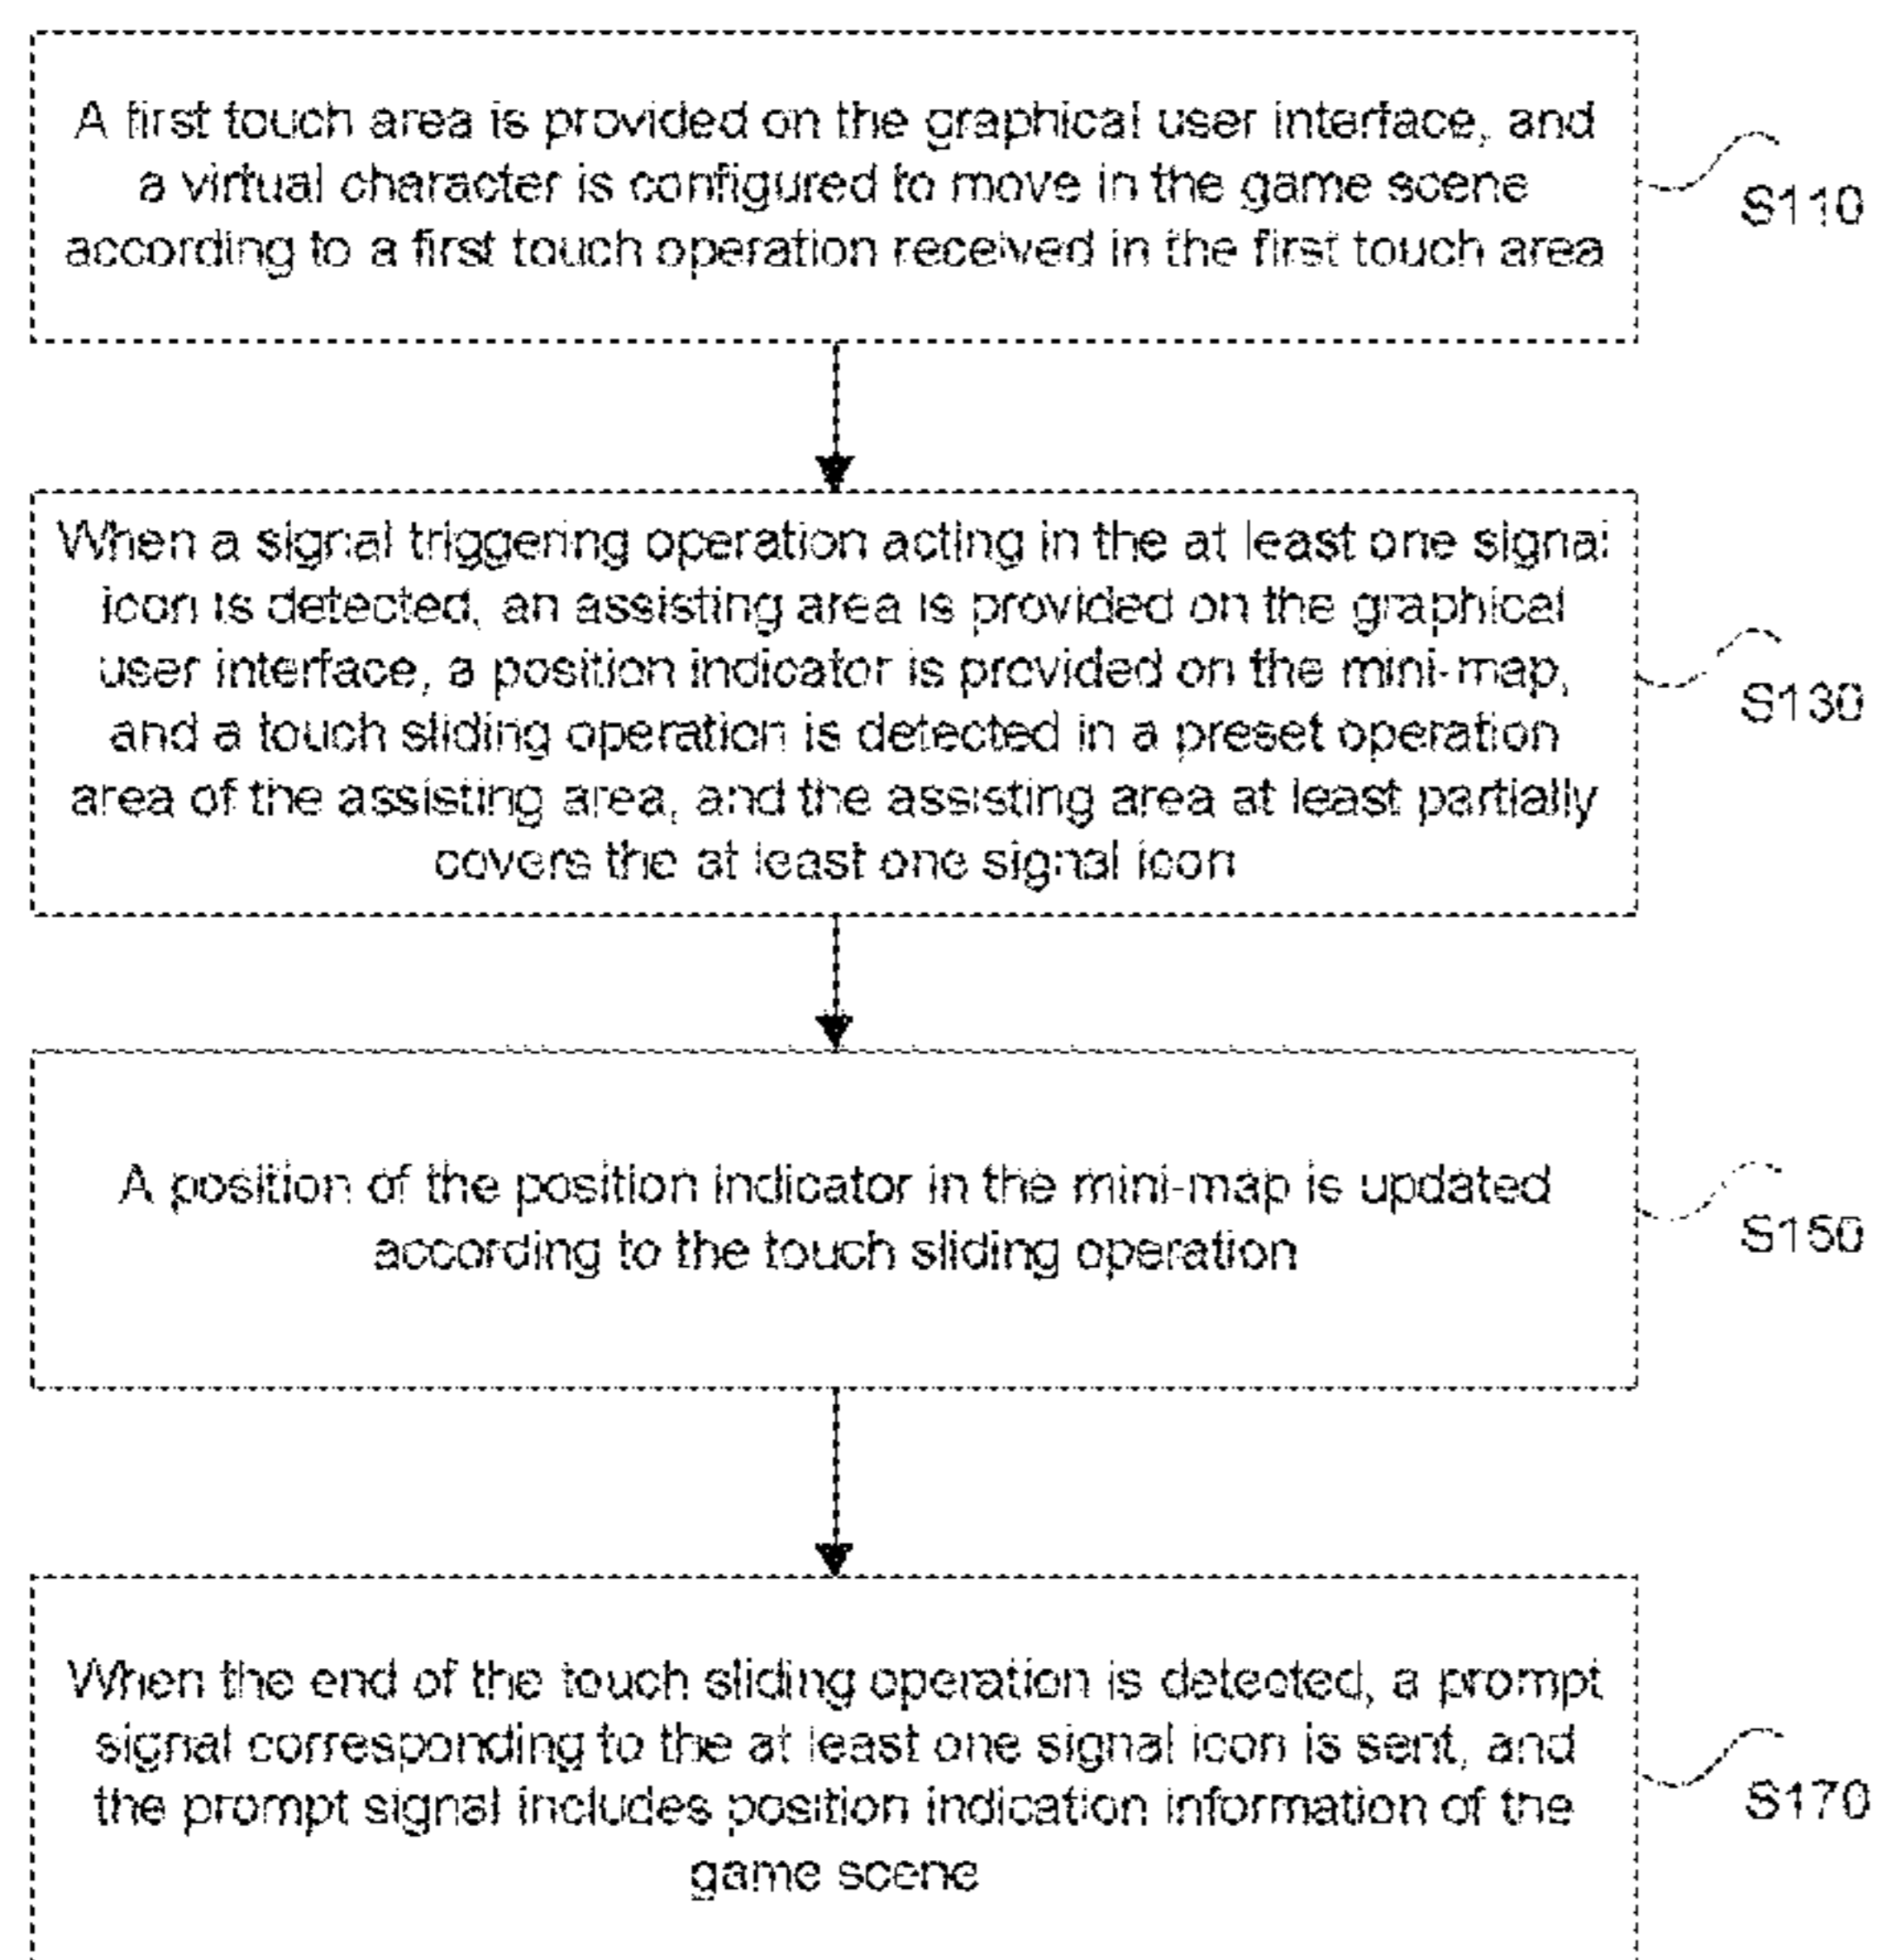 A first touch area is provided on the graphical user interface, and
a virtual character is configured to move in the game scene
according to a first touch operation received in the first touch area
S110
When a signal triggering operation acting in the at least one signal
icon is detected, an assisting area is provided on the graphical
user interface, a position indicator is provided on the mini-map,
and a touch sliding operation is detected in a preset operation
area of the assisting area, and the assisting area at least partially
covers the at least one signal icon
S130
A position of the position indicator in the mini-map is updated
according to the touch sliding operation
S150
When the end of the touch sliding operation is detected, a prompt
signal corresponding to the at least one signal icon is sent, and
the prompt signal includes position indication information of the
game scene
S170